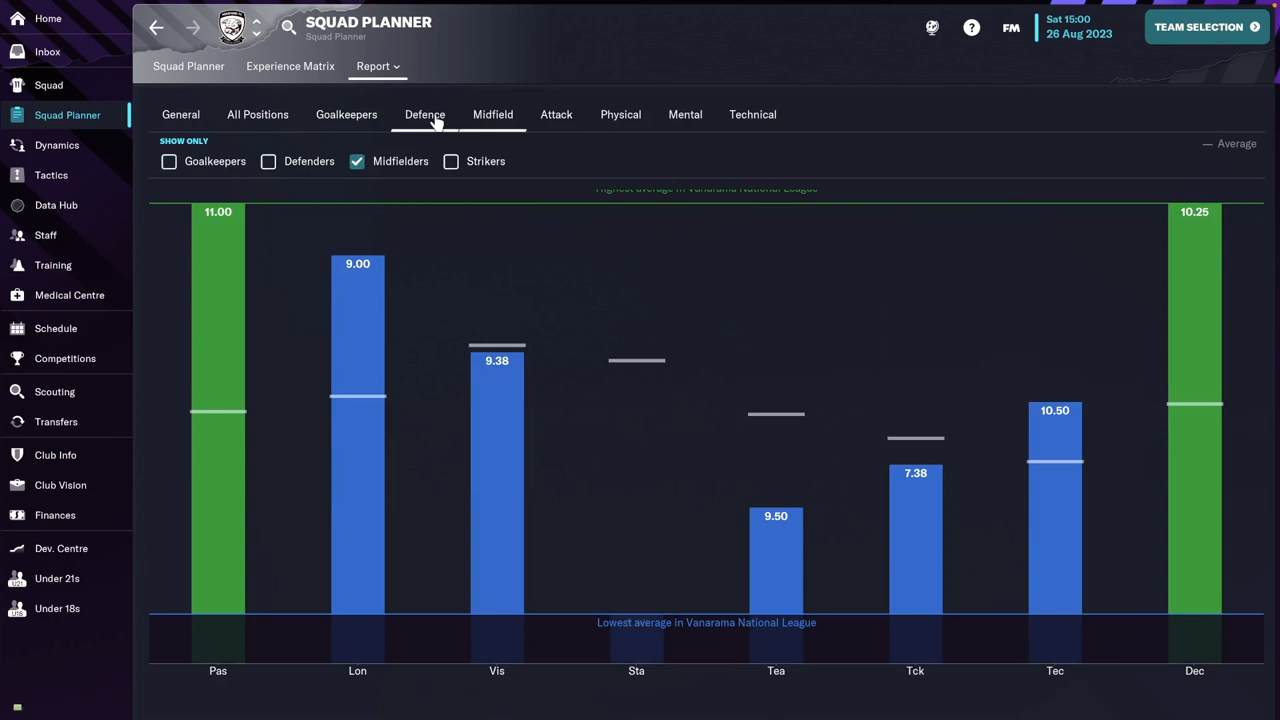 Home
Inbox
Squad
Squad Planner
Dynamics
Tactics
Data Hub
Staff
Training
Medical Centre
Schedule
Competitions
Scouting
Transfers
Club Info
Club Vision
Finances
Dev. Centre
Under 21s
Under 18s
SQUAD PLANNER
Squad Planner
FM
Sat 15:00
26 Aug 2023
TEAM SELECTION
Squad Planner Experience Matrix Report
General All Positions Goalkeepers Defence Midfield Attack Physical Mental Technical
SHOW ONLY
Goalkeepers Defenders Midfielders Strikers
Average
Highest average in Vanarama National League
11.00
9.00
9.38
9.50
7.38
10.50
10.25
Lowest average in Vanarama National League
Pas Lon Vis Sta Tea Tck Tec Dec